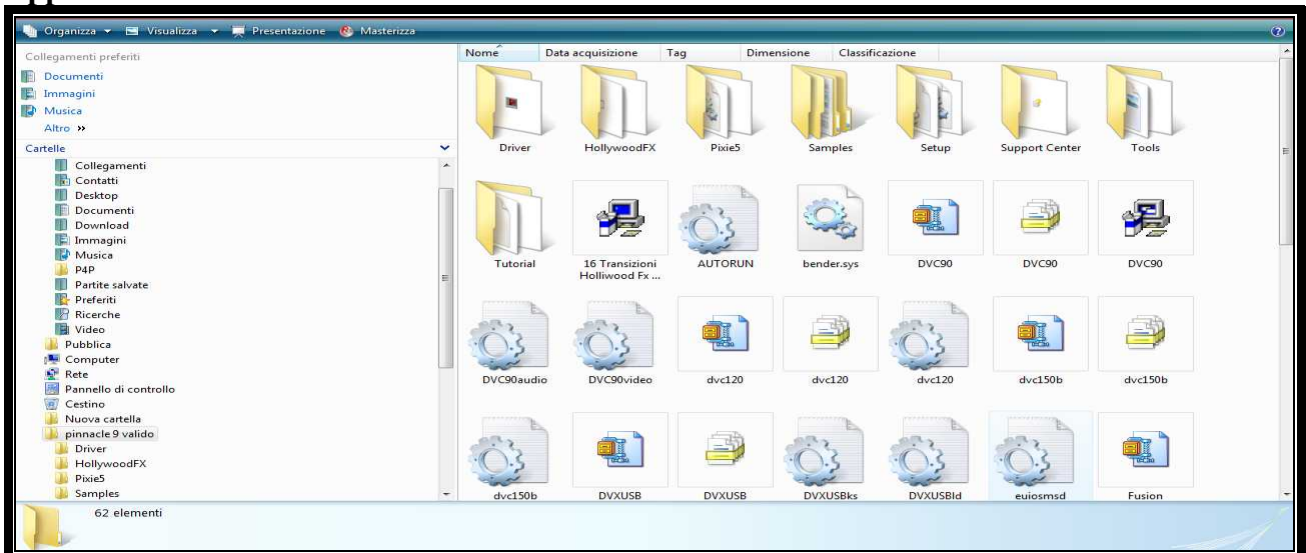 Organizza Visualizza Presentazione Masterizza
Collegamenti preferiti
Documenti
Immagini
Musica
Altro »
Cartelle
Collegamenti
Contatti
Desktop
Documenti
Download
Immagini
Musica
P4P
Partite salvate
Preferiti
Ricerche
Video
Pubblica
Computer
Rete
Pannello di controllo
Cestino
Nuova cartella
pinnacle 9 valido
Driver
HollywoodFX
Pixie5
Samples
Nome Data acquisizione Tag Dimensione Classificazione
Driver HollywoodFX Pixie5 Samples Setup Support Center Tools
Tutorial 16 Transizioni AUTORUN bender.sys DVC90 DVC90 DVC90
Holliwood Fx ...
DVC90audio DVC90video dvc120 dvc120 dvc120 dvc150b dvc150b
dvc150b DVXUSB DVXUSB DVXUSBks DVXUSBld euiosmsd Fusion
62 elementi